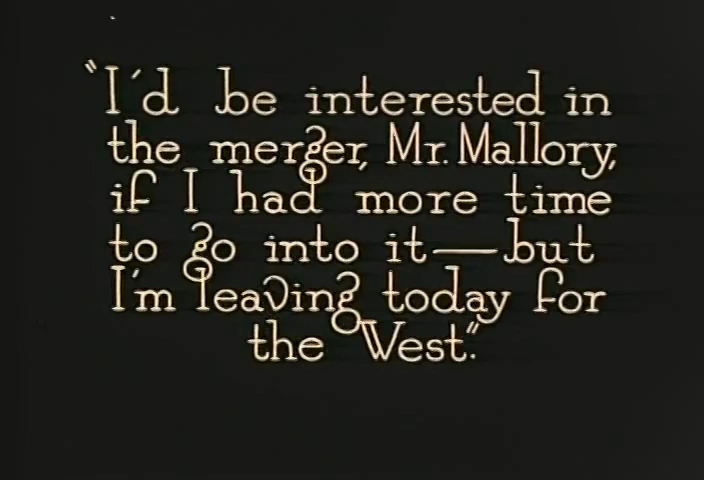 "I'd be interested in
the merger, Mr. Mallory,
if I had more time
to go into it—but
I'm leaving today for
the West."